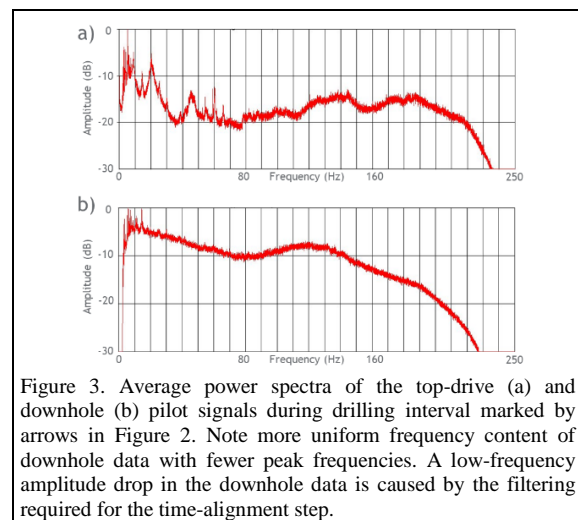 a)
0
-10
-20
-30
Amplitude (dB)
0
80
Frequency (Hz)
160
250
b)
0
-10
-20
-30
Amplitude (dB)
0
80
Frequency (Hz)
160
250
Figure 3. Average power spectra of the top-drive (a) and
downhole (b) pilot signals during drilling interval marked by
arrows in Figure 2. Note more uniform frequency content of
downhole data with fewer peak frequencies. A low-frequency
amplitude drop in the downhole data is caused by the filtering
required for the time-alignment step.